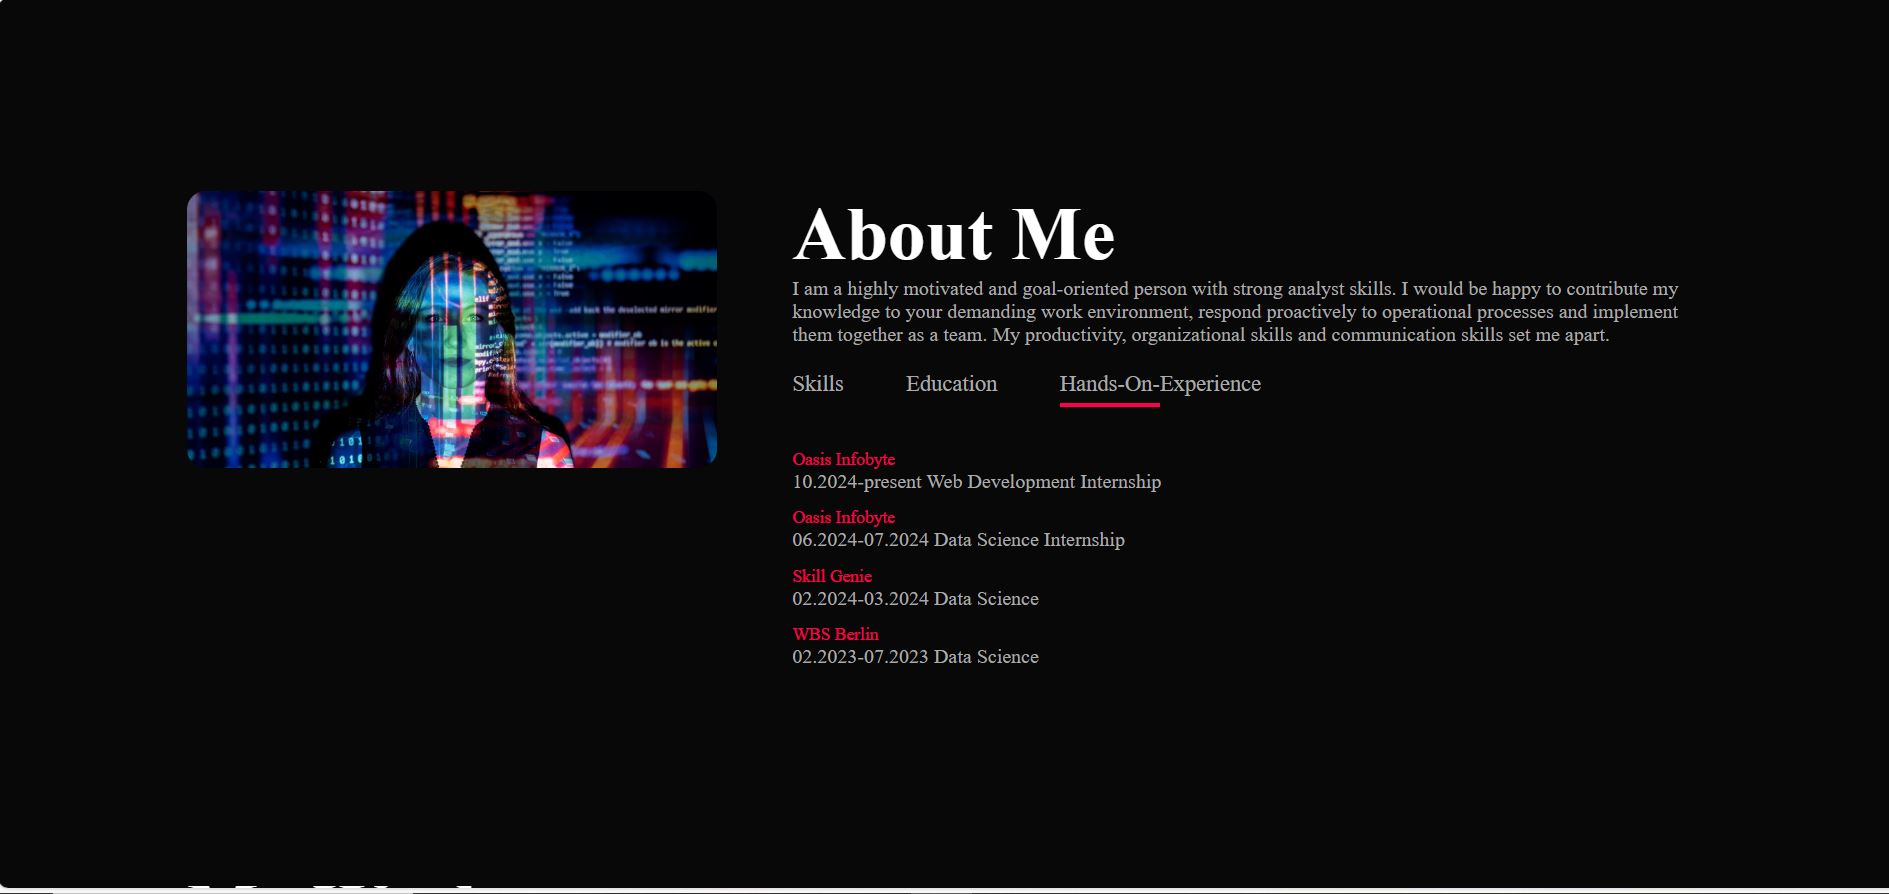 About Me
I am a highly motivated and goal-oriented person with strong analyst skills. I would be happy to contribute my
knowledge to your demanding work environment, respond proactively to operational processes and implement
them together as a team. My productivity, organizational skills and communication skills set me apart.
Skills Education Hands-On-Experience
Oasis Infobyte
10.2024-present Web Development Internship
Oasis Infobyte
06.2024-07.2024 Data Science Internship
Skill Genie
02.2024-03.2024 Data Science
WBS Berlin
02.2023-07.2023 Data Science